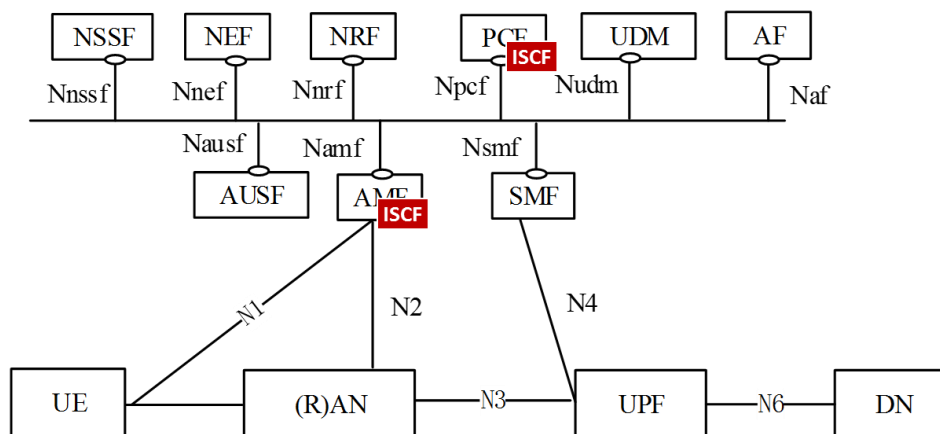 NSSF
NEF
NRF
PCF
UDM
AF
ISCF
Nnssf
Nnef
Nnrf
Npcf
Nudm
Naf
Nausf
Namf
Nsmf
AUSF
AMF
SMF
ISCF
N1
N2
N4
UE
(R)AN
N3
UPF
N6
DN